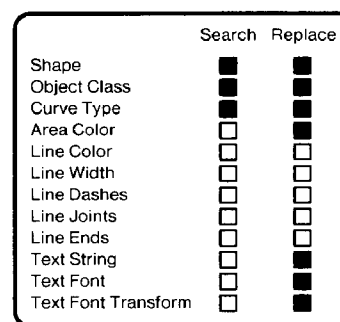 Search Replace
Shape
Object Class
Curve Type
Area Color
Line Color
Line Width
Line Dashes
Line Joints
Line Ends
Text String
Text Font
Text Font Transform